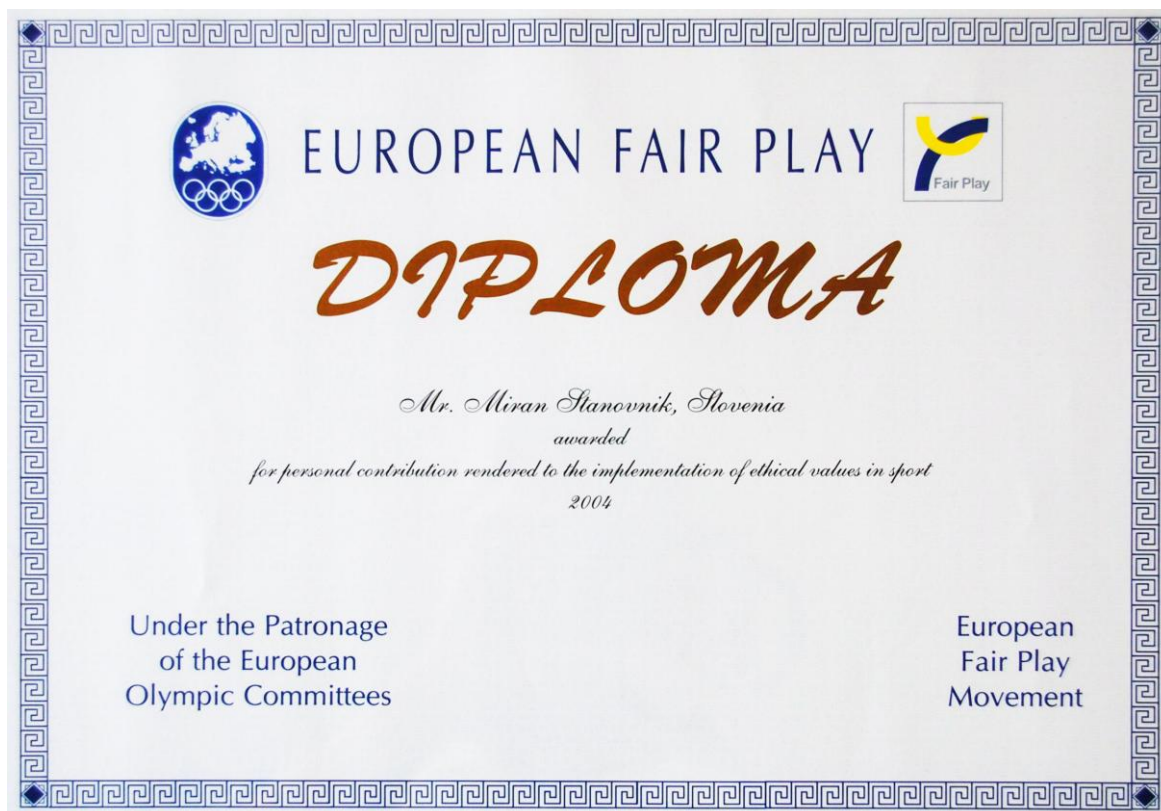 EUROPEAN FAIR PLAY
Fair Play
DIPLOMA
Mr. Miran Stanovnik, Slovenia
awarded
for personal contribution rendered to the implementation of ethical values in sport
2004
Under the Patronage
of the European
Olympic Committees
European
Fair Play
Movement